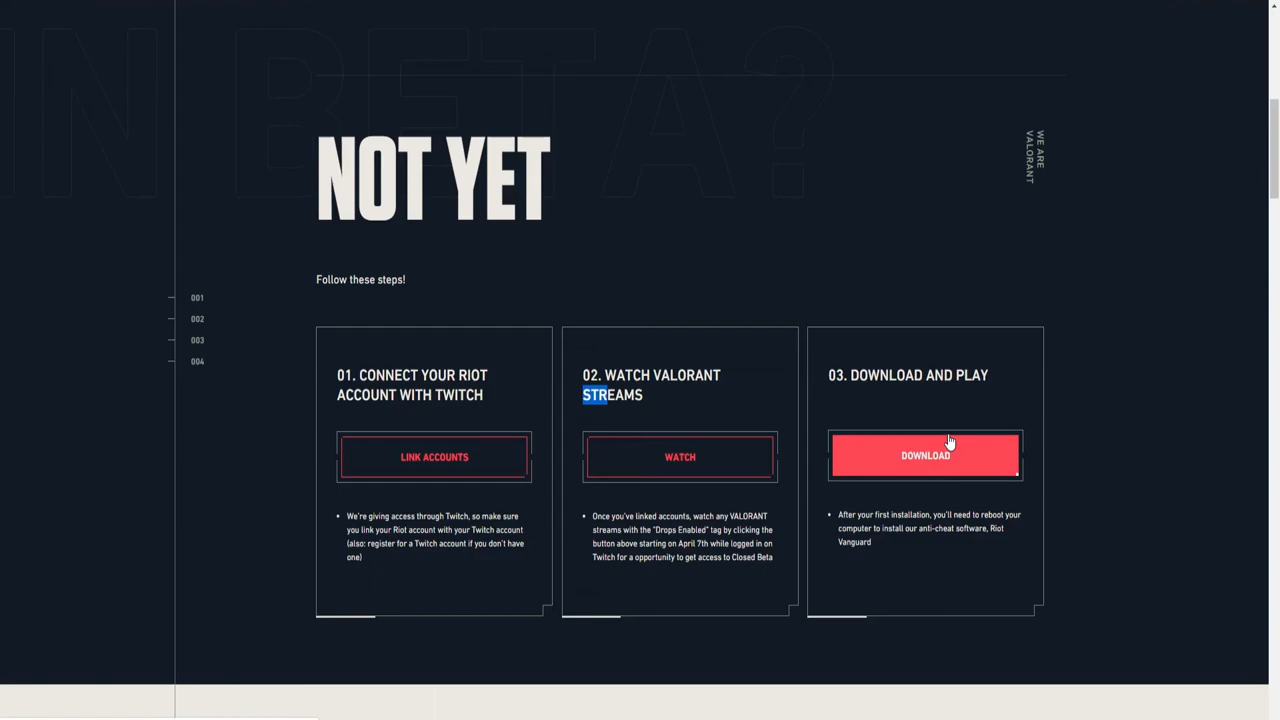 IN BETA?
NOT YET
WE ARE
VALORANT
Follow these steps!
001
002
003
004
01. CONNECT YOUR RIOT
ACCOUNT WITH TWITCH
LINK ACCOUNTS
We're giving access through Twitch, so make sure
you link your Riot account with your Twitch account
(also: register for a Twitch account if you don't have
one)
02. WATCH VALORANT
STREAMS
WATCH
Once you've linked accounts, watch any VALORANT
streams with the "Drops Enabled" tag by clicking the
button above starting on April 7th while logged in on
Twitch for a opportunity to get access to Closed Beta
03. DOWNLOAD AND PLAY
DOWNLOAD
After your first installation, you'll need to reboot your
computer to install our anti-cheat software, Riot
Vanguard